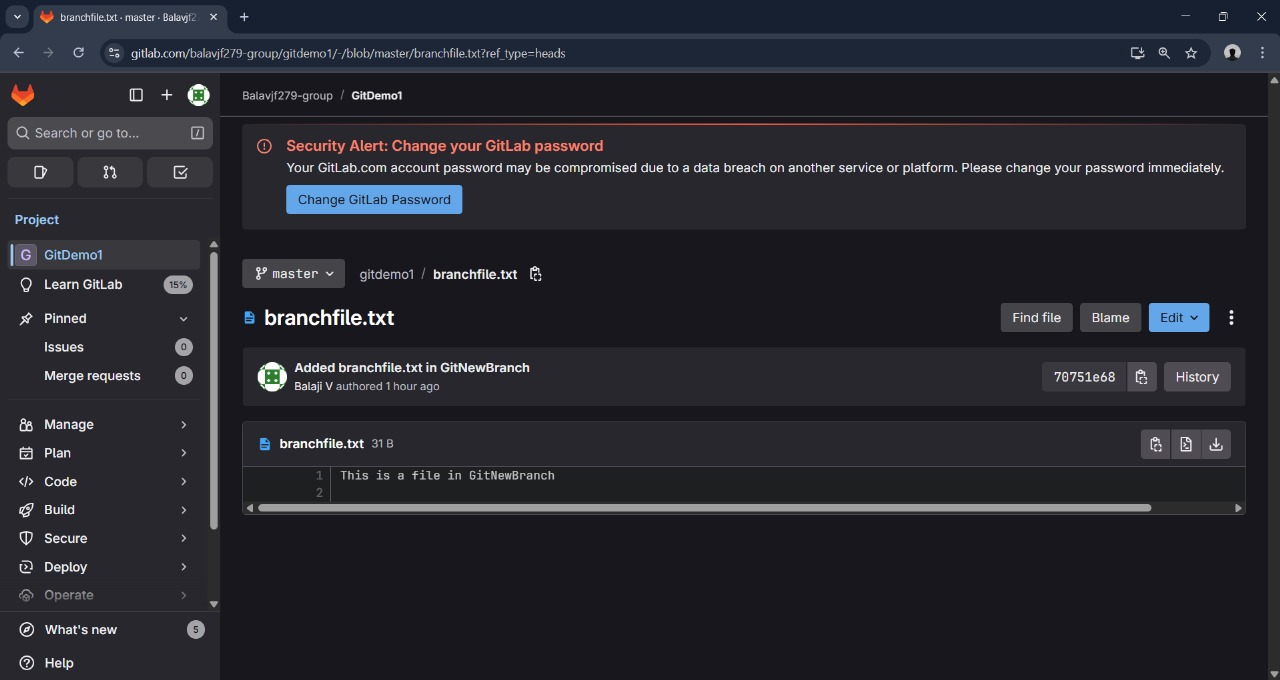 branchfile.txt · master · Balavjf2
gitlab.com/balavjf279-group/gitdemo1/-/blob/master/branchfile.txt?ref_type=heads
Balavjf279-group / GitDemo1
Search or go to... /
Security Alert: Change your GitLab password
Your GitLab.com account password may be compromised due to a data breach on another service or platform. Please change your password immediately.
Change GitLab Password
Project
G GitDemo1
Learn GitLab 15%
Pinned
Issues 0
Merge requests 0
Manage
Plan
Code
Build
Secure
Deploy
Operate
What's new 5
Help
master gitdemo1 / branchfile.txt
branchfile.txt
Find file Blame Edit
Added branchfile.txt in GitNewBranch
Balaji V authored 1 hour ago
70751e68 History
branchfile.txt 31 B
1 This is a file in GitNewBranch
2